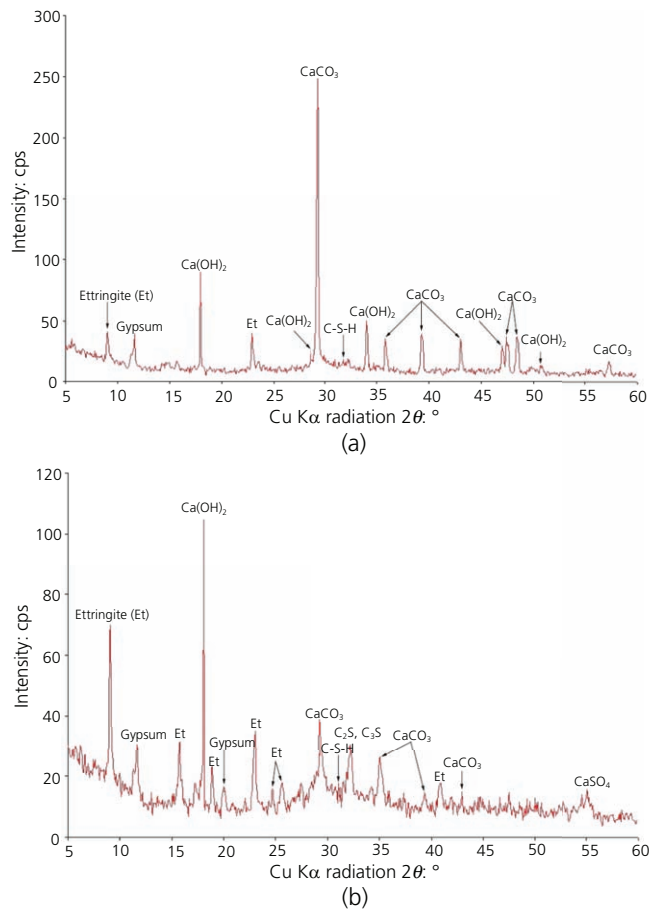 300
250
200
150
100
50
0
Intensity: cps
CaCO₃
Ca(OH)₂
Ettringite (Et)
Gypsum
Et
Ca(OH)₂
C-S-H
Ca(OH)₂
CaCO₃
Ca(OH)₂
CaCO₃
Ca(OH)₂
CaCO₃
5 10 15 20 25 30 35 40 45 50 55 60
Cu Kα radiation 2θ: °
(a)
120
100
80
60
40
20
0
Intensity: cps
Ca(OH)₂
Ettringite (Et)
Gypsum
Et
Et
Gypsum
Et
Et
CaCO₃
C₂S, C₃S
C-S-H
CaCO₃
Et
CaCO₃
CaSO₄
5 10 15 20 25 30 35 40 45 50 55 60
Cu Kα radiation 2θ: °
(b)